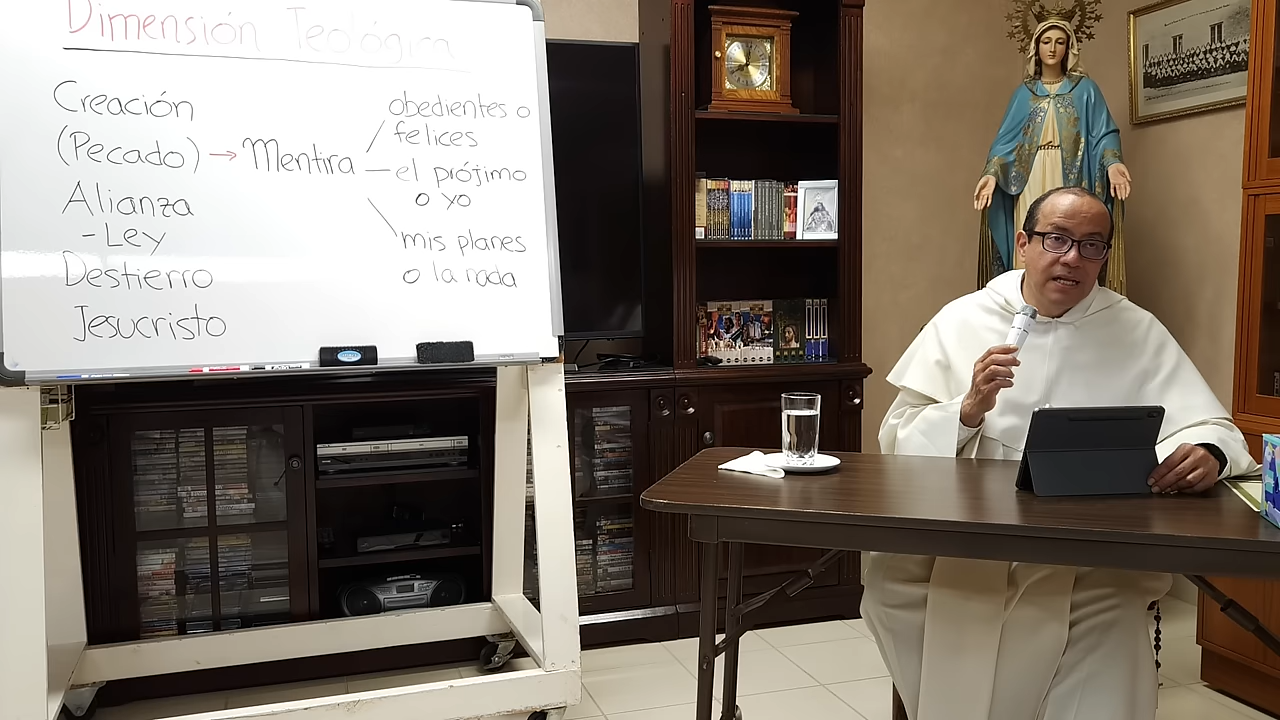 Dimensión Teológica
Creación
(Pecado) → Mentira
Alianza
-Ley
Destierro
Jesucristo
obedientes o
felices
el prójimo
o yo
mis planes
o la nada